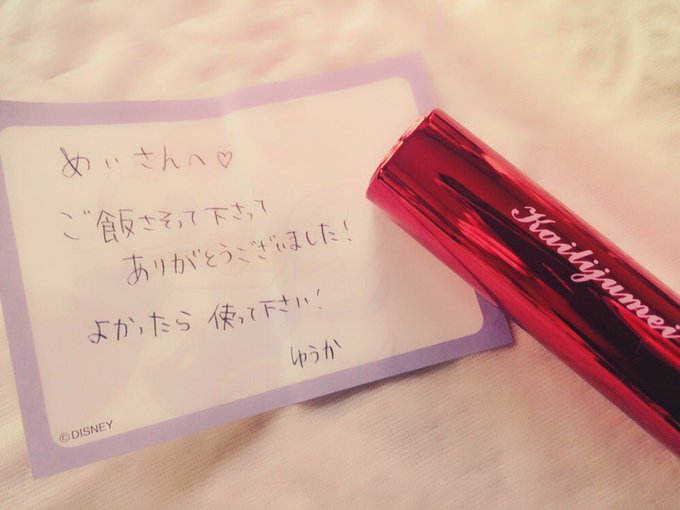 めぃさんへ♡
ご飯さそって下さって
ありがとうございました!
よかったら 使って下さい!
ゆうか
©DISNEY
Kailijumei